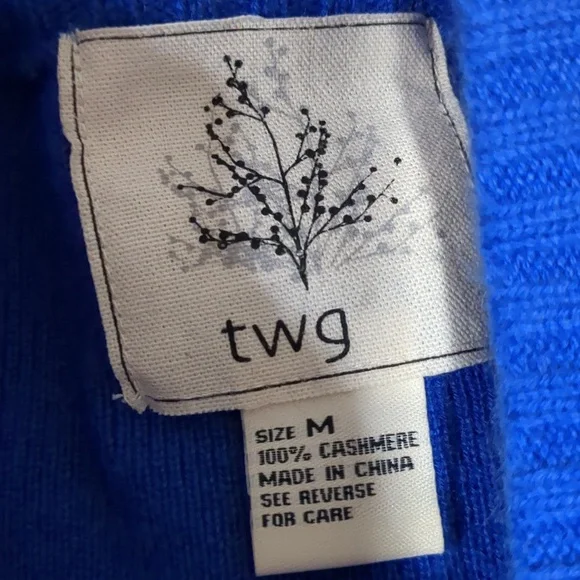 twg
SIZE M
100% CASHMERE
MADE IN CHINA
SEE REVERSE
FOR CARE